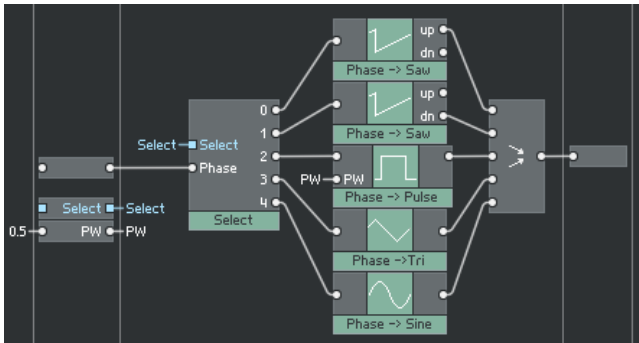 up
0 dn
Phase -> Saw
1 up
Select Select dn
Phase 2 Phase -> Saw
3 PW PW
Select Select 4 Phase -> Pulse
0.5 PW PW Select
Phase ->Tri
Phase -> Sine